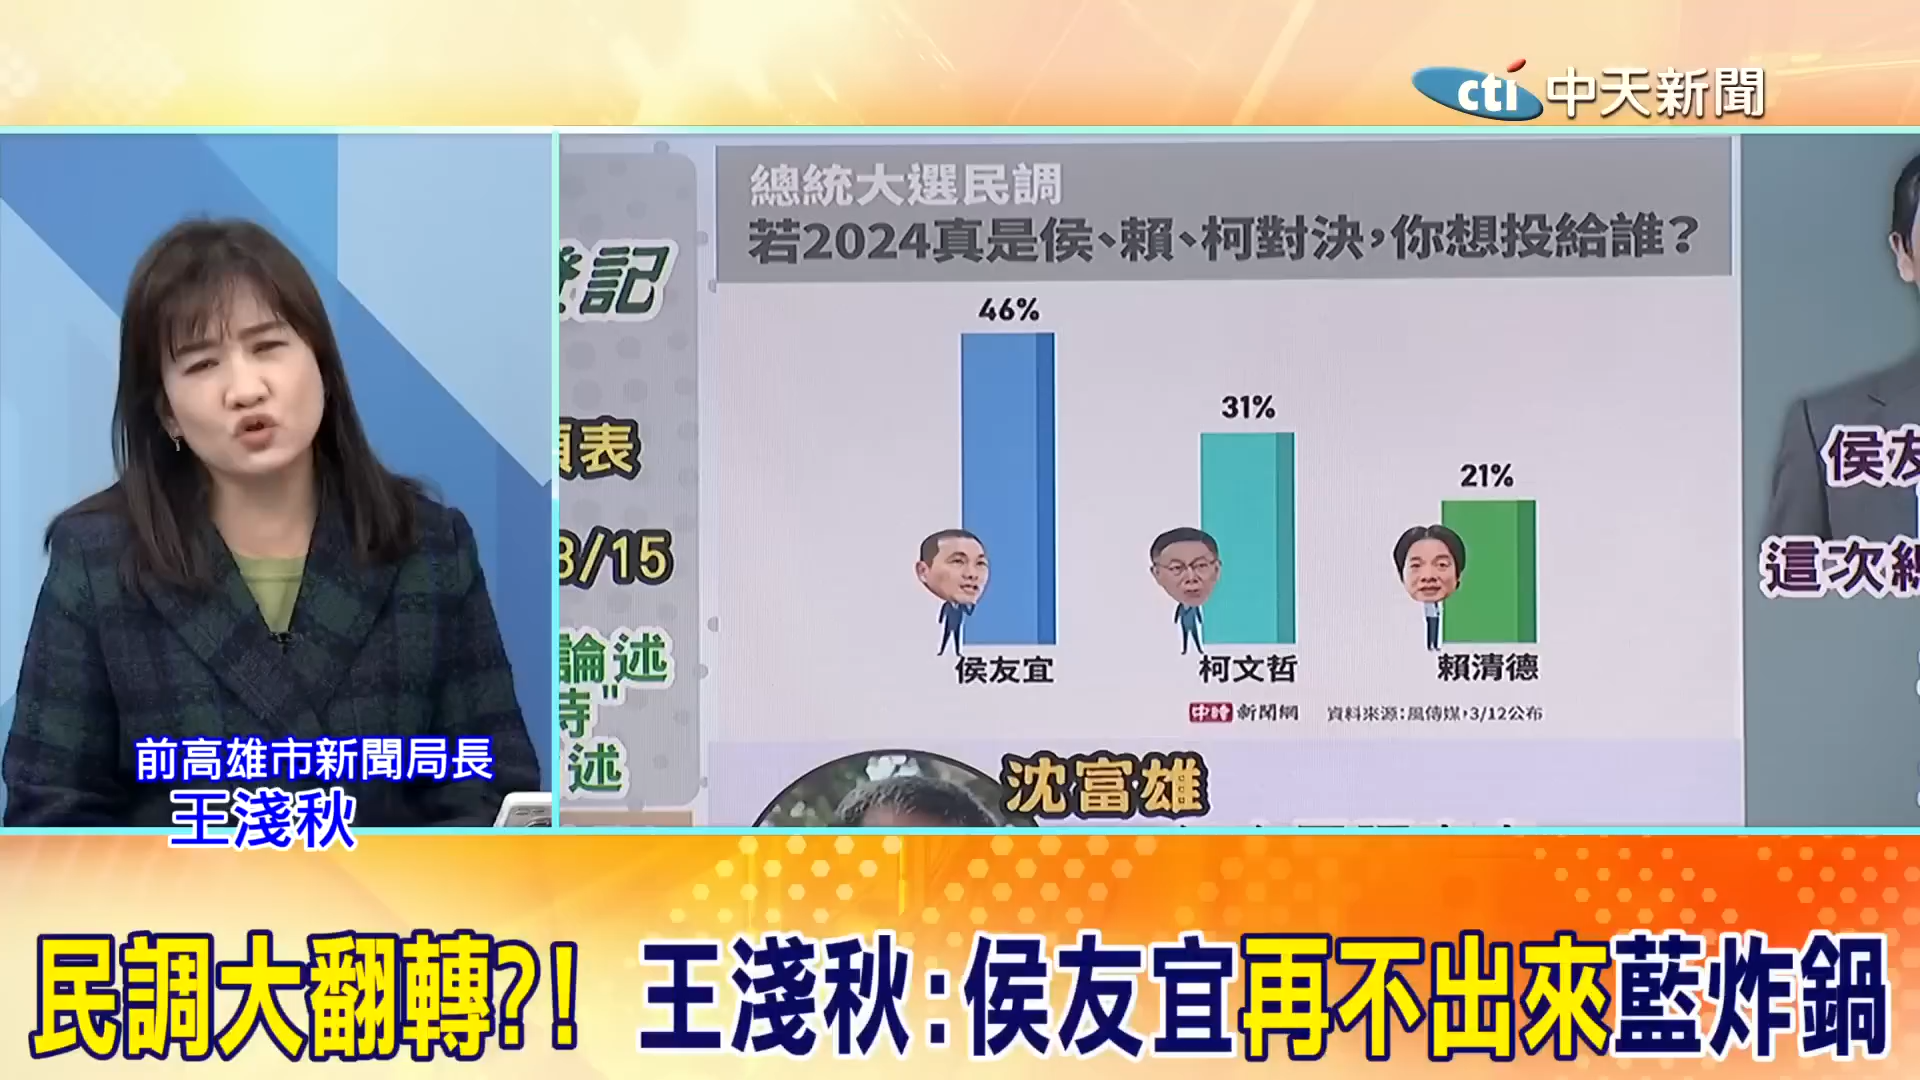 cti 中天新聞
總統大選民調
若2024真是侯、賴、柯對決,你想投給誰?
46%
31%
21%
侯友宜
柯文哲
賴清德
中時新聞網
資料來源:風傳媒,3/12公布
登記
表
3/15
論述
"
述
沈富雄
侯友
這次
前高雄市新聞局長
王淺秋
民調大翻轉?! 王淺秋:侯友宜再不出來藍炸鍋